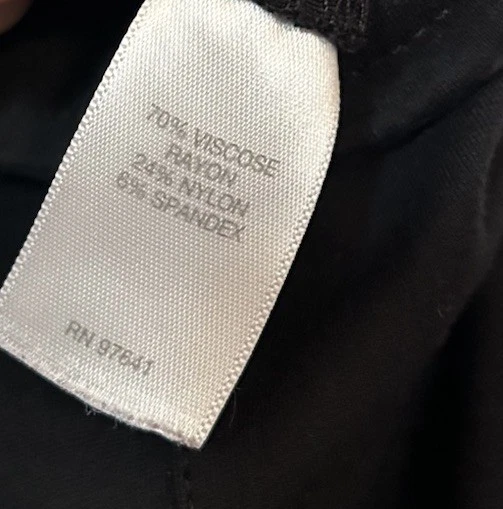 70% VISCOSE
RAYON
24% NYLON
6% SPANDEX
RN 97641